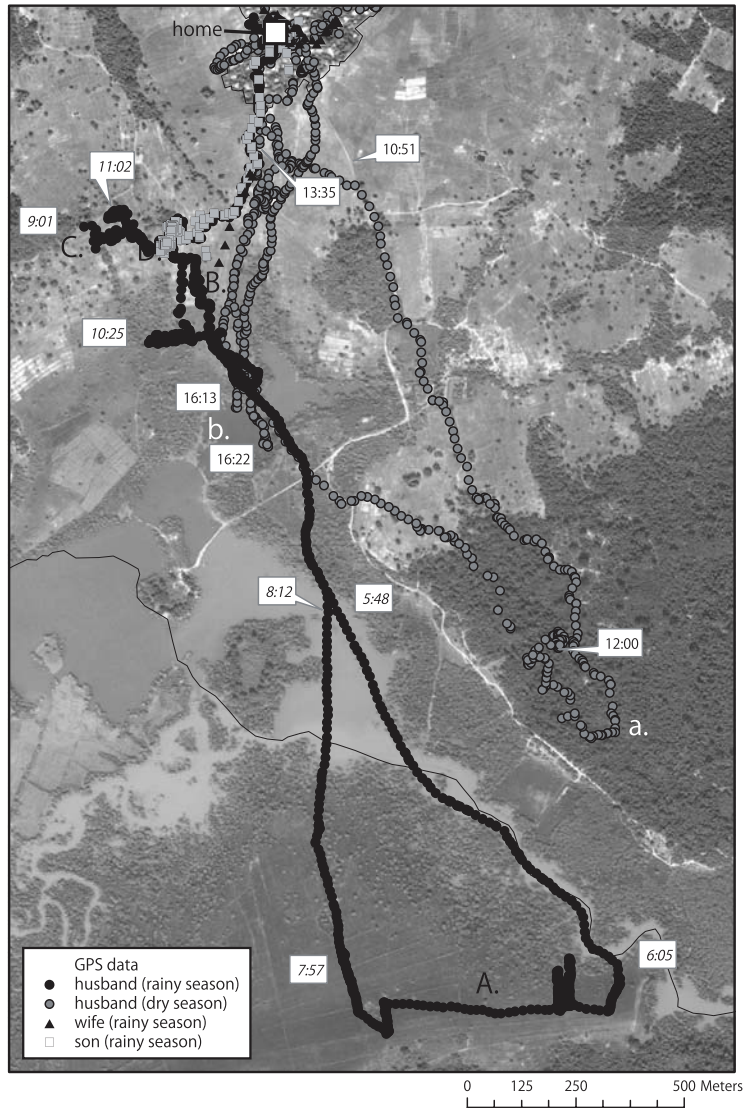 home
10:51
11:02
13:35
9:01
C.
D
B.
10:25
16:13
b.
16:22
8:12
5:48
12:00
a.
6:05
7:57
A.
GPS data
husband (rainy season)
husband (dry season)
wife (rainy season)
son (rainy season)
0 125 250 500 Meters